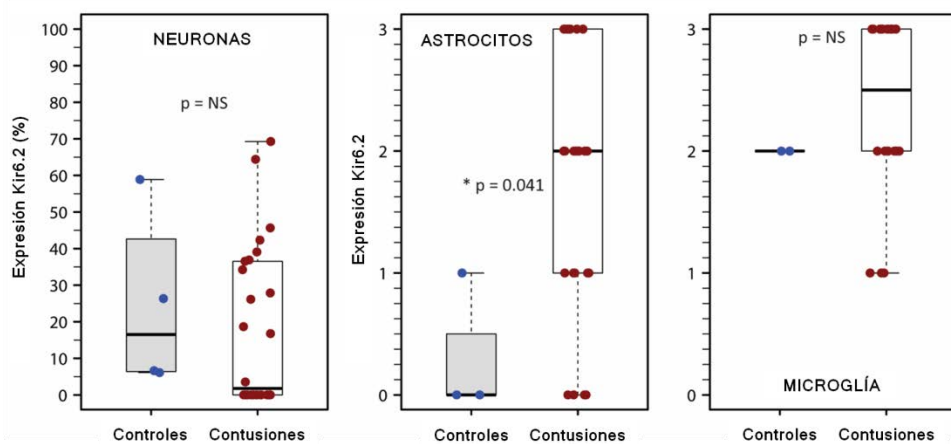 NEURONAS
p = NS
Expresión Kir6.2 (%)
100
90
80
70
60
50
40
30
20
10
0
Controles Contusiones
ASTROCITOS
* p = 0.041
Expresión Kir6.2
3
2
1
0
Controles Contusiones
p = NS
MICROGLÍA
3
2
1
0
Controles Contusiones